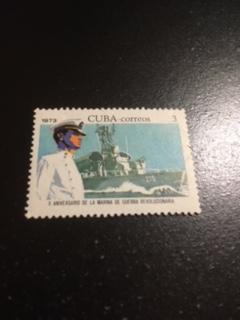 1973 CUBA-correos 3
X ANIVERSARIO DE LA MARINA DE GUERRA REVOLUCIONARIA